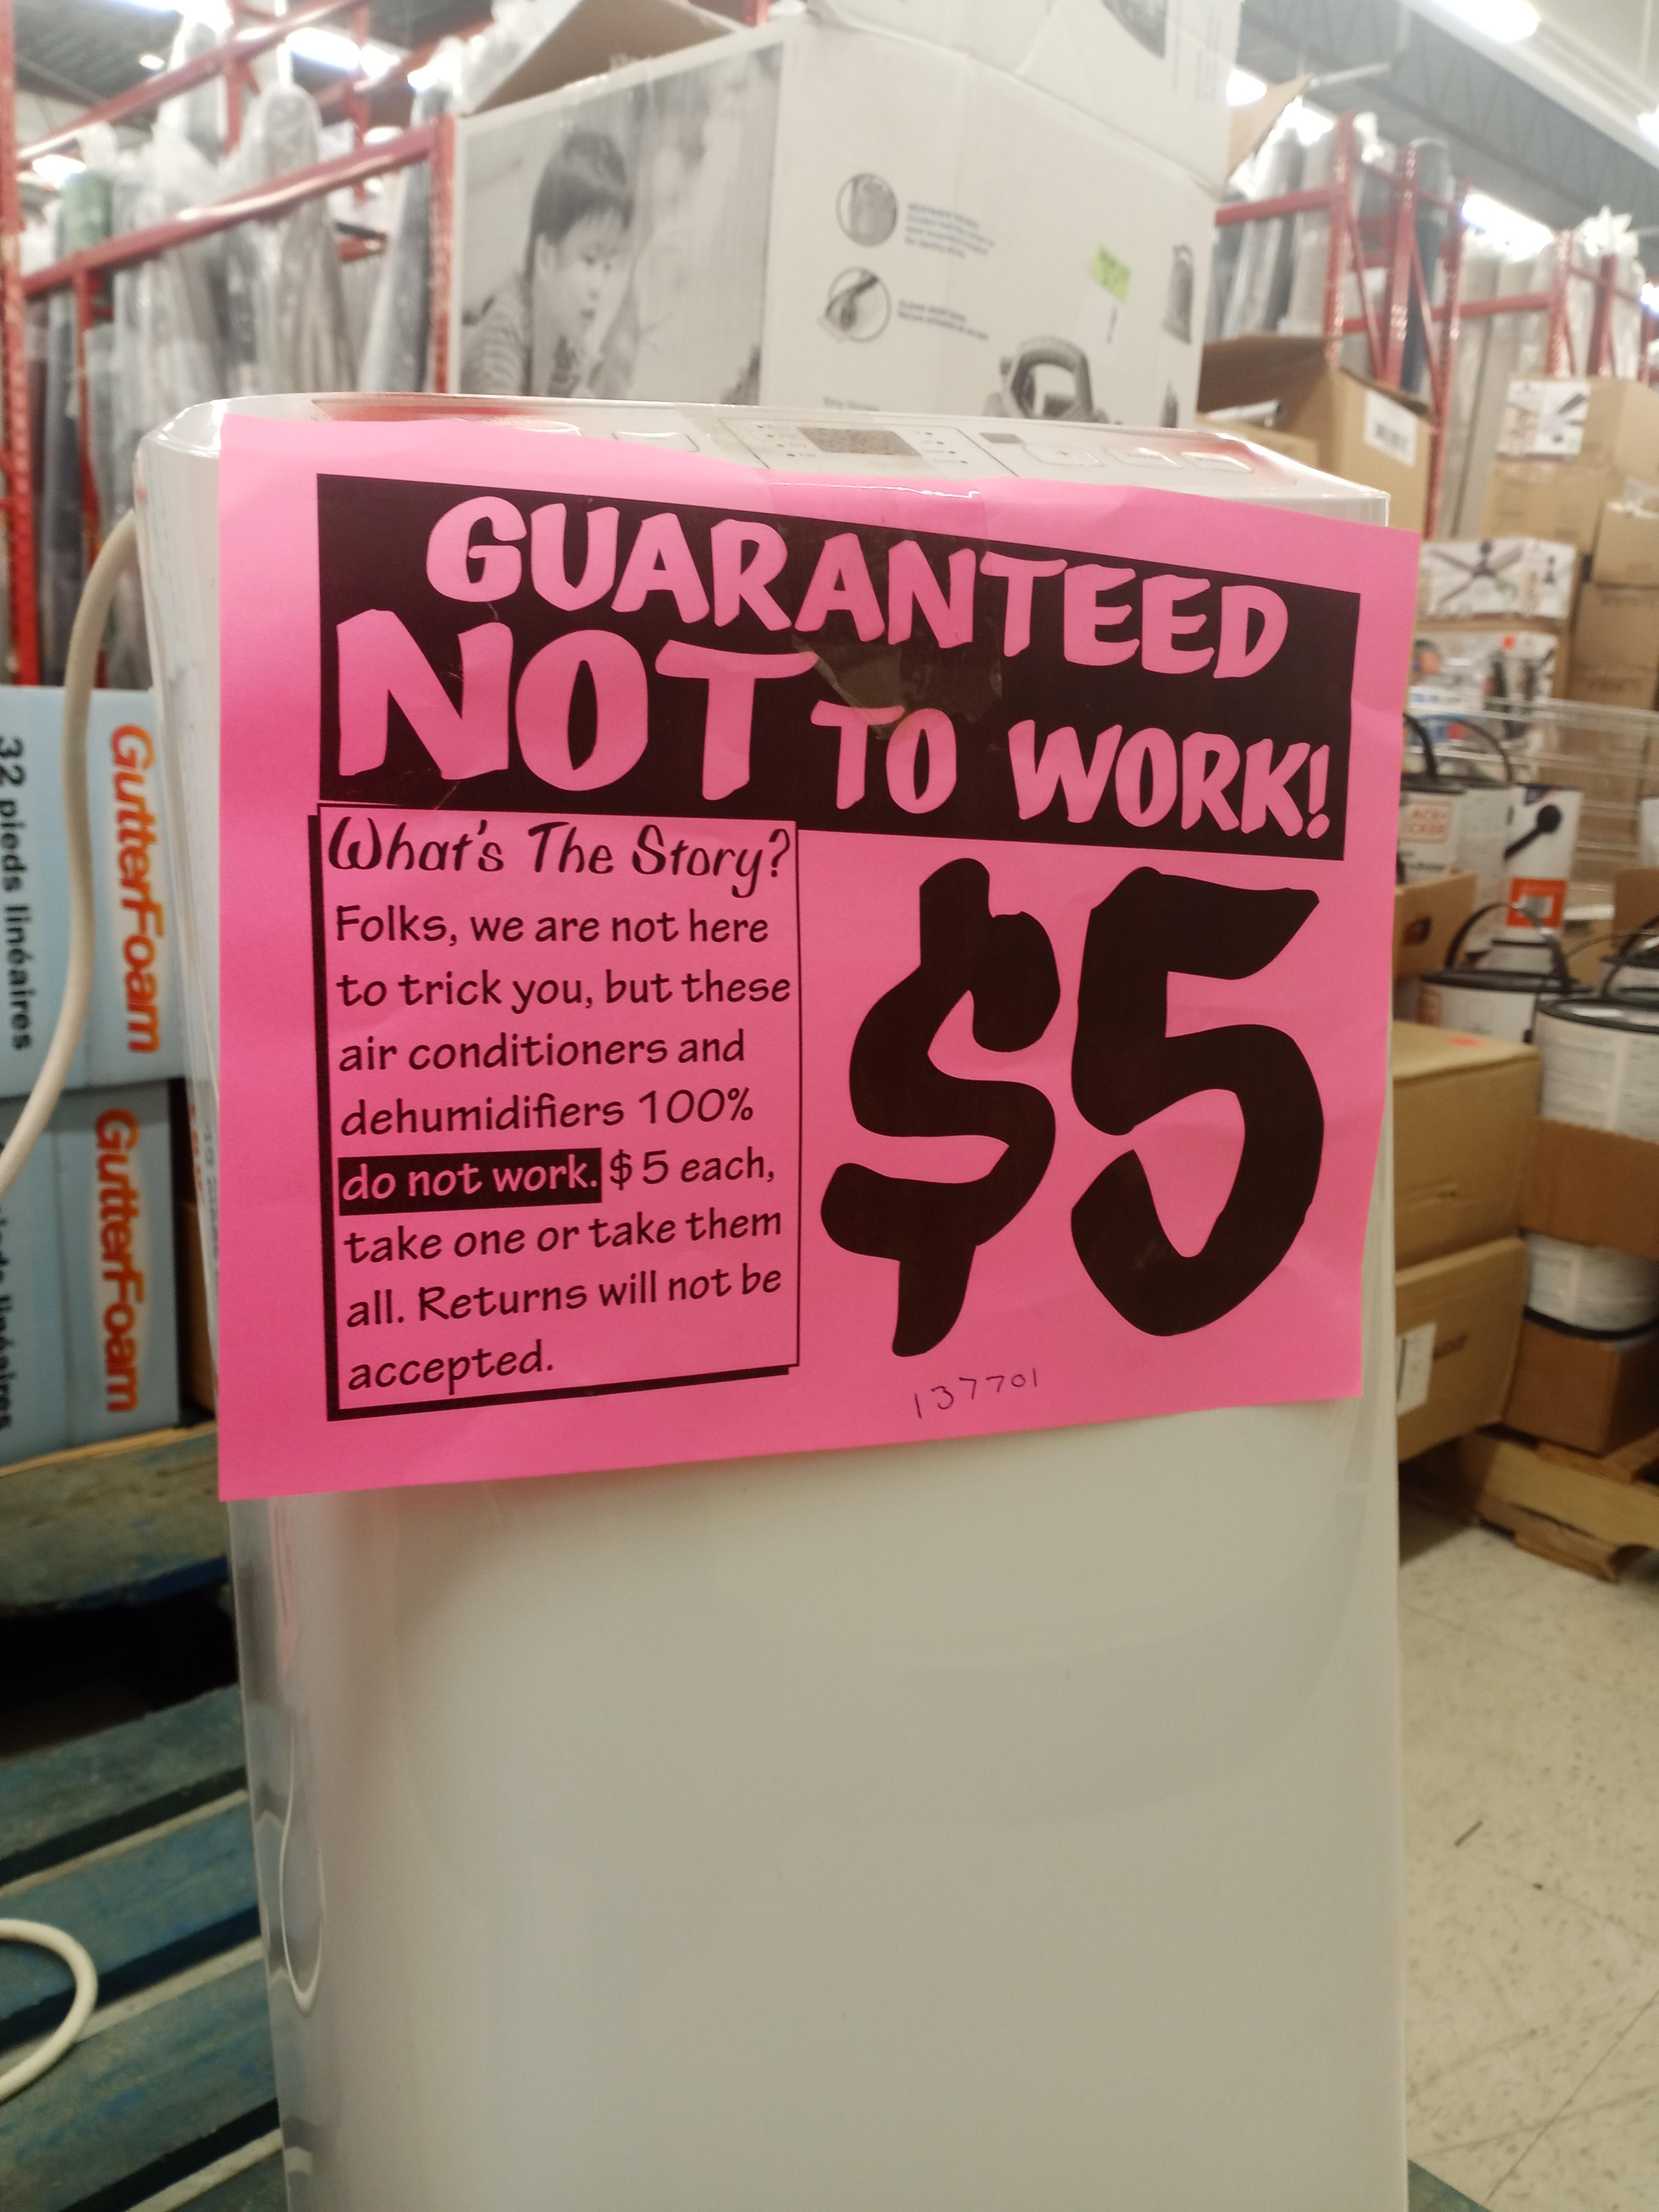 GUARANTEED
NOT TO WORK!
What's The Story?
Folks, we are not here
to trick you, but these
air conditioners and
dehumidifiers 100%
do not work. $5 each,
take one or take them
all. Returns will not be
accepted.
$5
137701
GutterFoam
32 pieds linéaires
GutterFoam
pieds linéaires